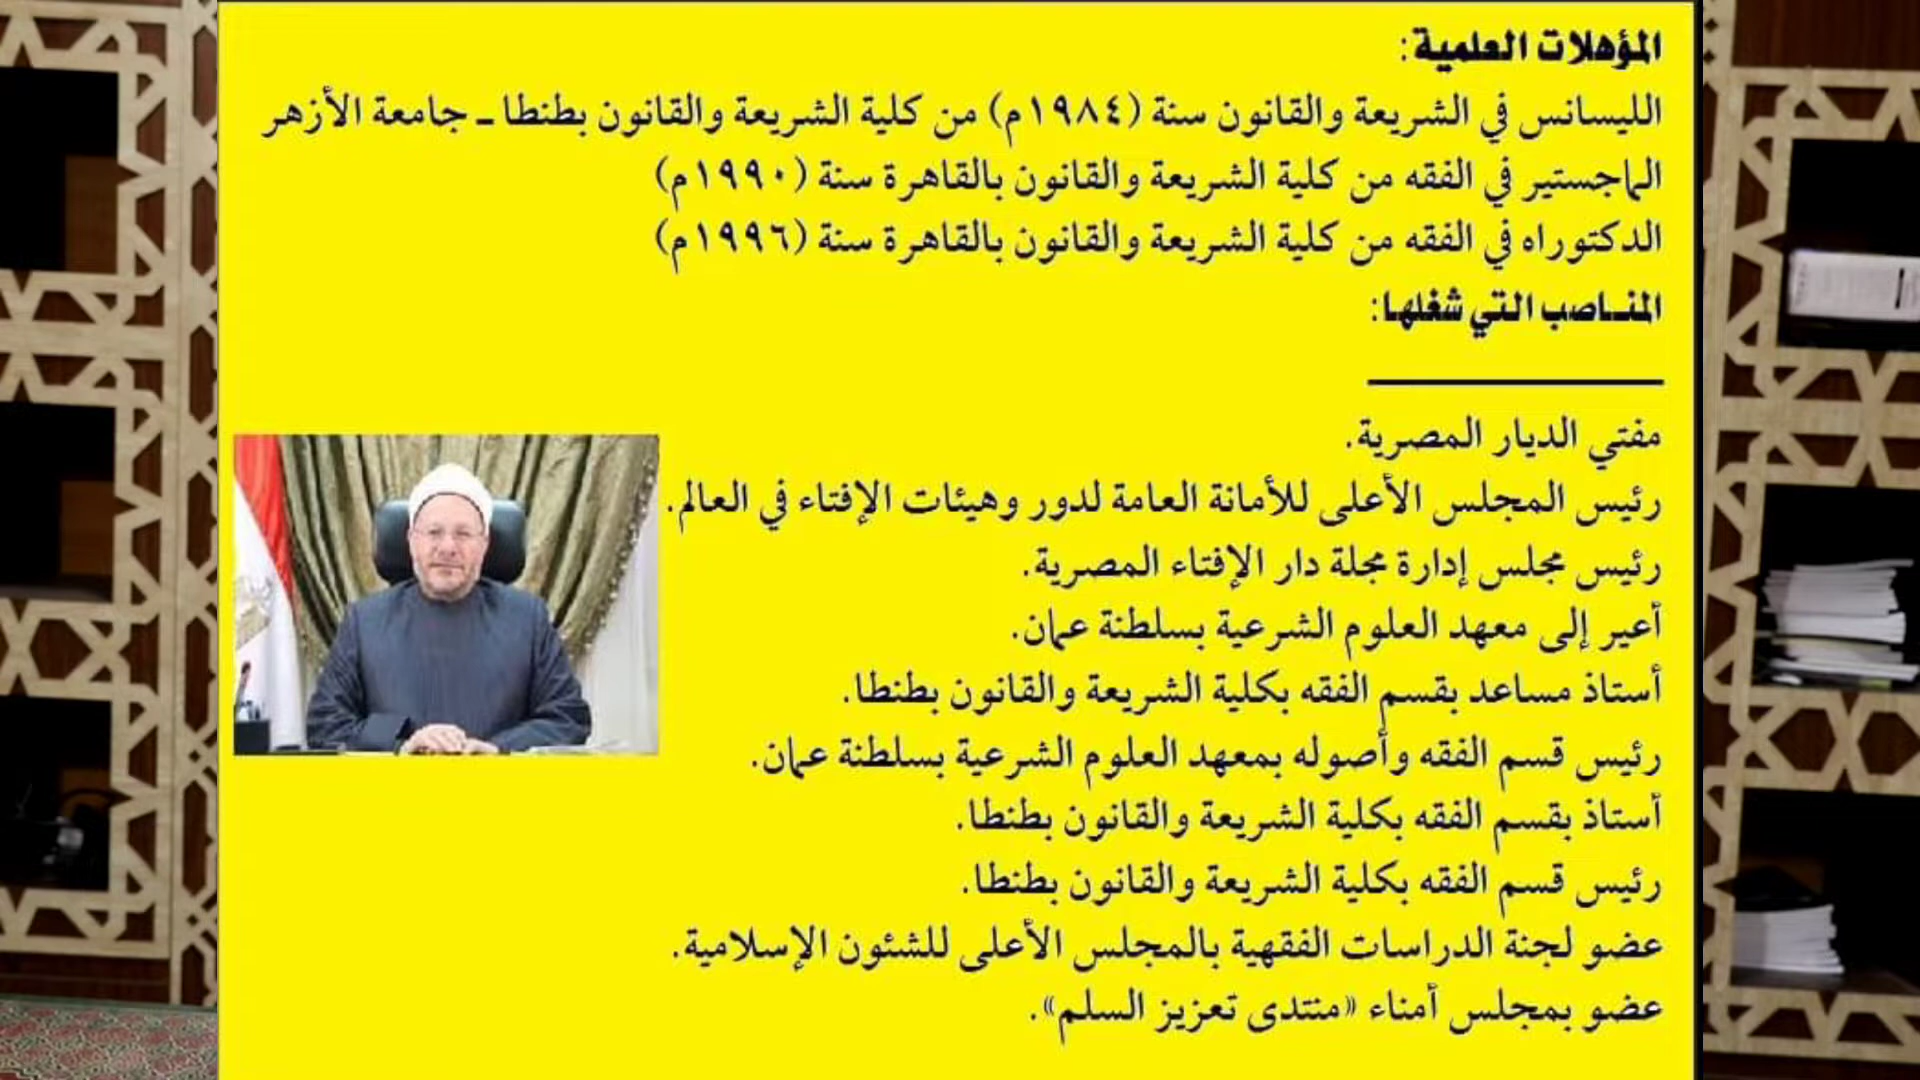 المؤهلات العلمية:
الليسانس في الشريعة والقانون سنة (١٩٨٤م) من كلية الشريعة والقانون بطنطا ـ جامعة الأزهر
الماجستير في الفقه من كلية الشريعة والقانون بالقاهرة سنة (١٩٩٠م)
الدكتوراه في الفقه من كلية الشريعة والقانون بالقاهرة سنة (١٩٩٦م)
المنـاصب التي شغلها:
مفتي الديار المصرية.
رئيس المجلس الأعلى للأمانة العامة لدور وهيئات الإفتاء في العالم.
رئيس مجلس إدارة مجلة دار الإفتاء المصرية.
أعير إلى معهد العلوم الشرعية بسلطنة عمان.
أستاذ مساعد بقسم الفقه بكلية الشريعة والقانون بطنطا.
رئيس قسم الفقه وأصوله بمعهد العلوم الشرعية بسلطنة عمان.
أستاذ بقسم الفقه بكلية الشريعة والقانون بطنطا.
رئيس قسم الفقه بكلية الشريعة والقانون بطنطا.
عضو لجنة الدراسات الفقهية بالمجلس الأعلى للشئون الإسلامية.
عضو بمجلس أمناء «منتدى تعزيز السلم».